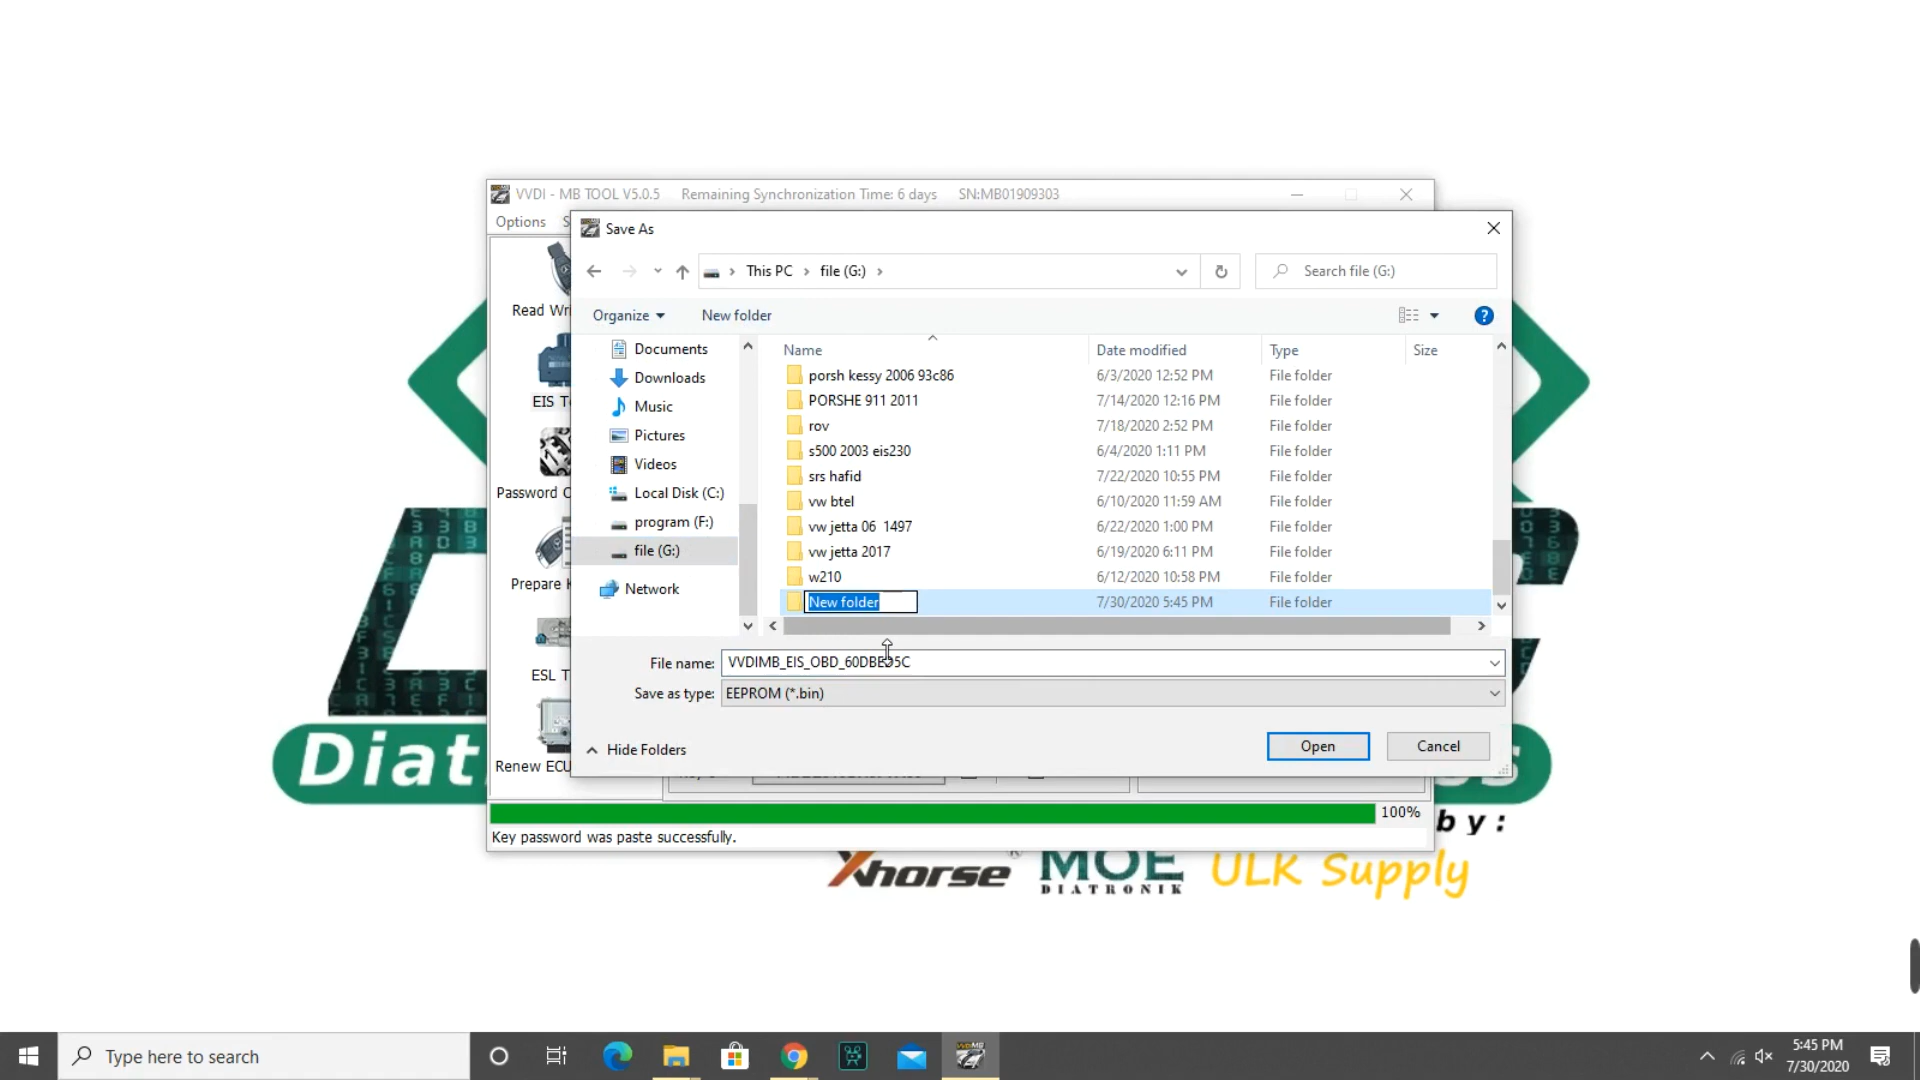 VVDI - MB TOOL V5.0.5 Remaining Synchronization Time: 6 days SN:MB01909303
Options
Save As
This PC › file (G:) ›
Search file (G:)
Organize
New folder
Name
Date modified
Type
Size
Documents
Downloads
Music
Pictures
Videos
Local Disk (C:)
program (F:)
file (G:)
Network
porsh kessy 2006 93c86 6/3/2020 12:52 PM File folder
PORSHE 911 2011 7/14/2020 12:16 PM File folder
rov 7/18/2020 2:52 PM File folder
s500 2003 eis230 6/4/2020 1:11 PM File folder
srs hafid 7/22/2020 10:55 PM File folder
vw btel 6/10/2020 11:59 AM File folder
vw jetta 06 1497 6/22/2020 1:00 PM File folder
vw jetta 2017 6/19/2020 6:11 PM File folder
w210 6/12/2020 10:58 PM File folder
New folder 7/30/2020 5:45 PM File folder
File name: VVDIMB_EIS_OBD_60DBED5C
Save as type: EEPROM (*.bin)
Hide Folders
Open
Cancel
Read
EIS
Password
Prepare
ESL
Renew ECU
100%
Key password was paste successfully.
Diat
by:
Xhorse
MOE
DIATRONIK
ULK Supply
Type here to search
5:45 PM
7/30/2020